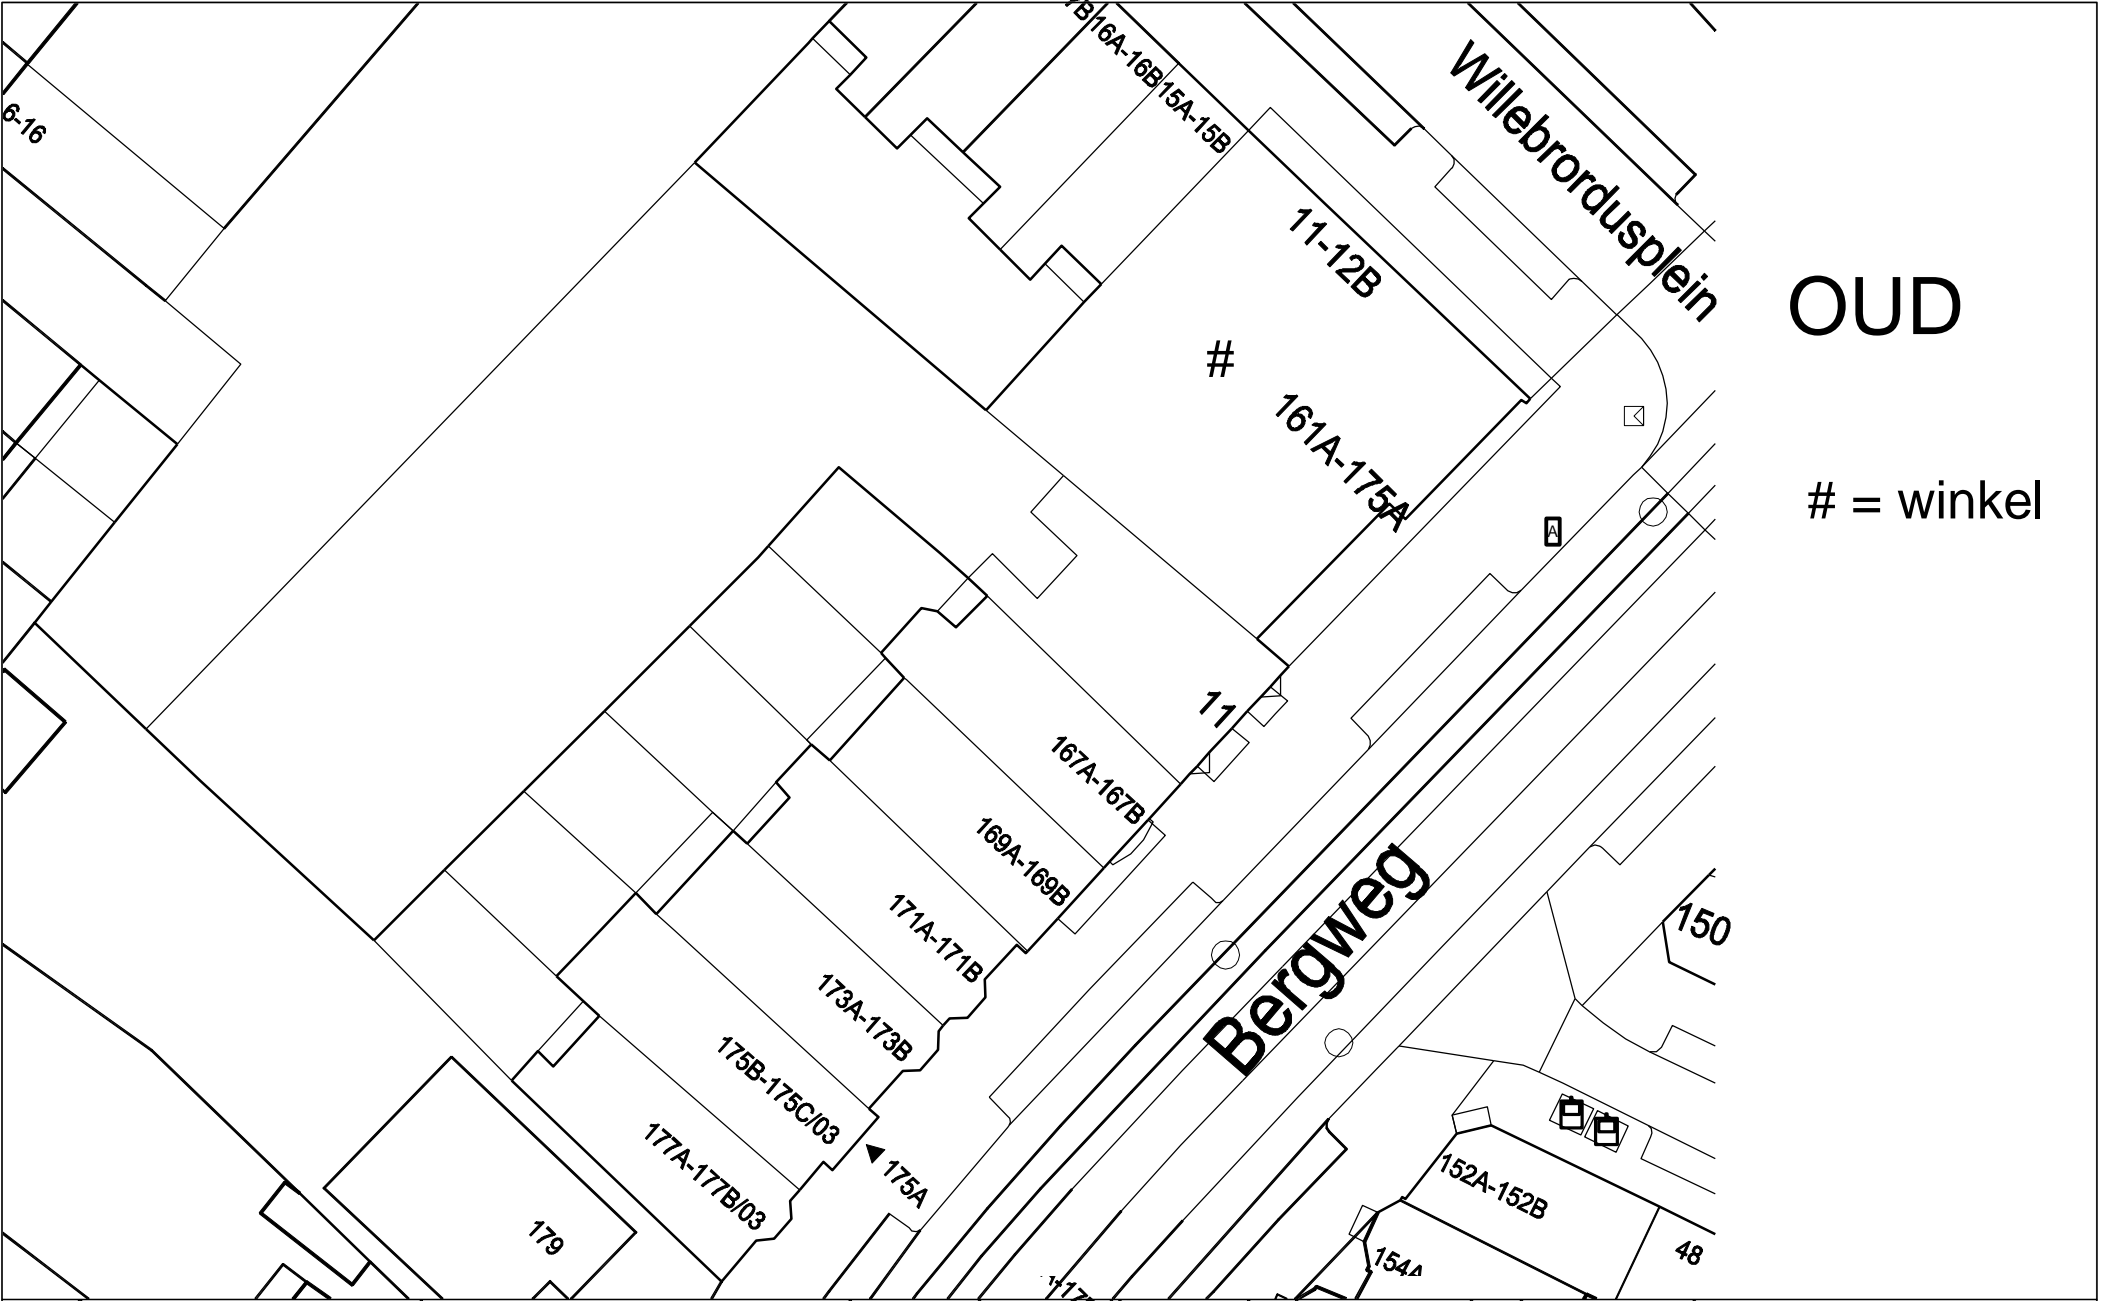 16A-16B
15A-15B
Willebrordusplein
6-16
11-12B
OUD
#
161A-175A
# = winkel
A
11
167A-167B
169A-169B
Bergweg
171A-171B
150
173A-173B
175B-175C/03
177A-177B/03
175A
152A-152B
179
154A
48